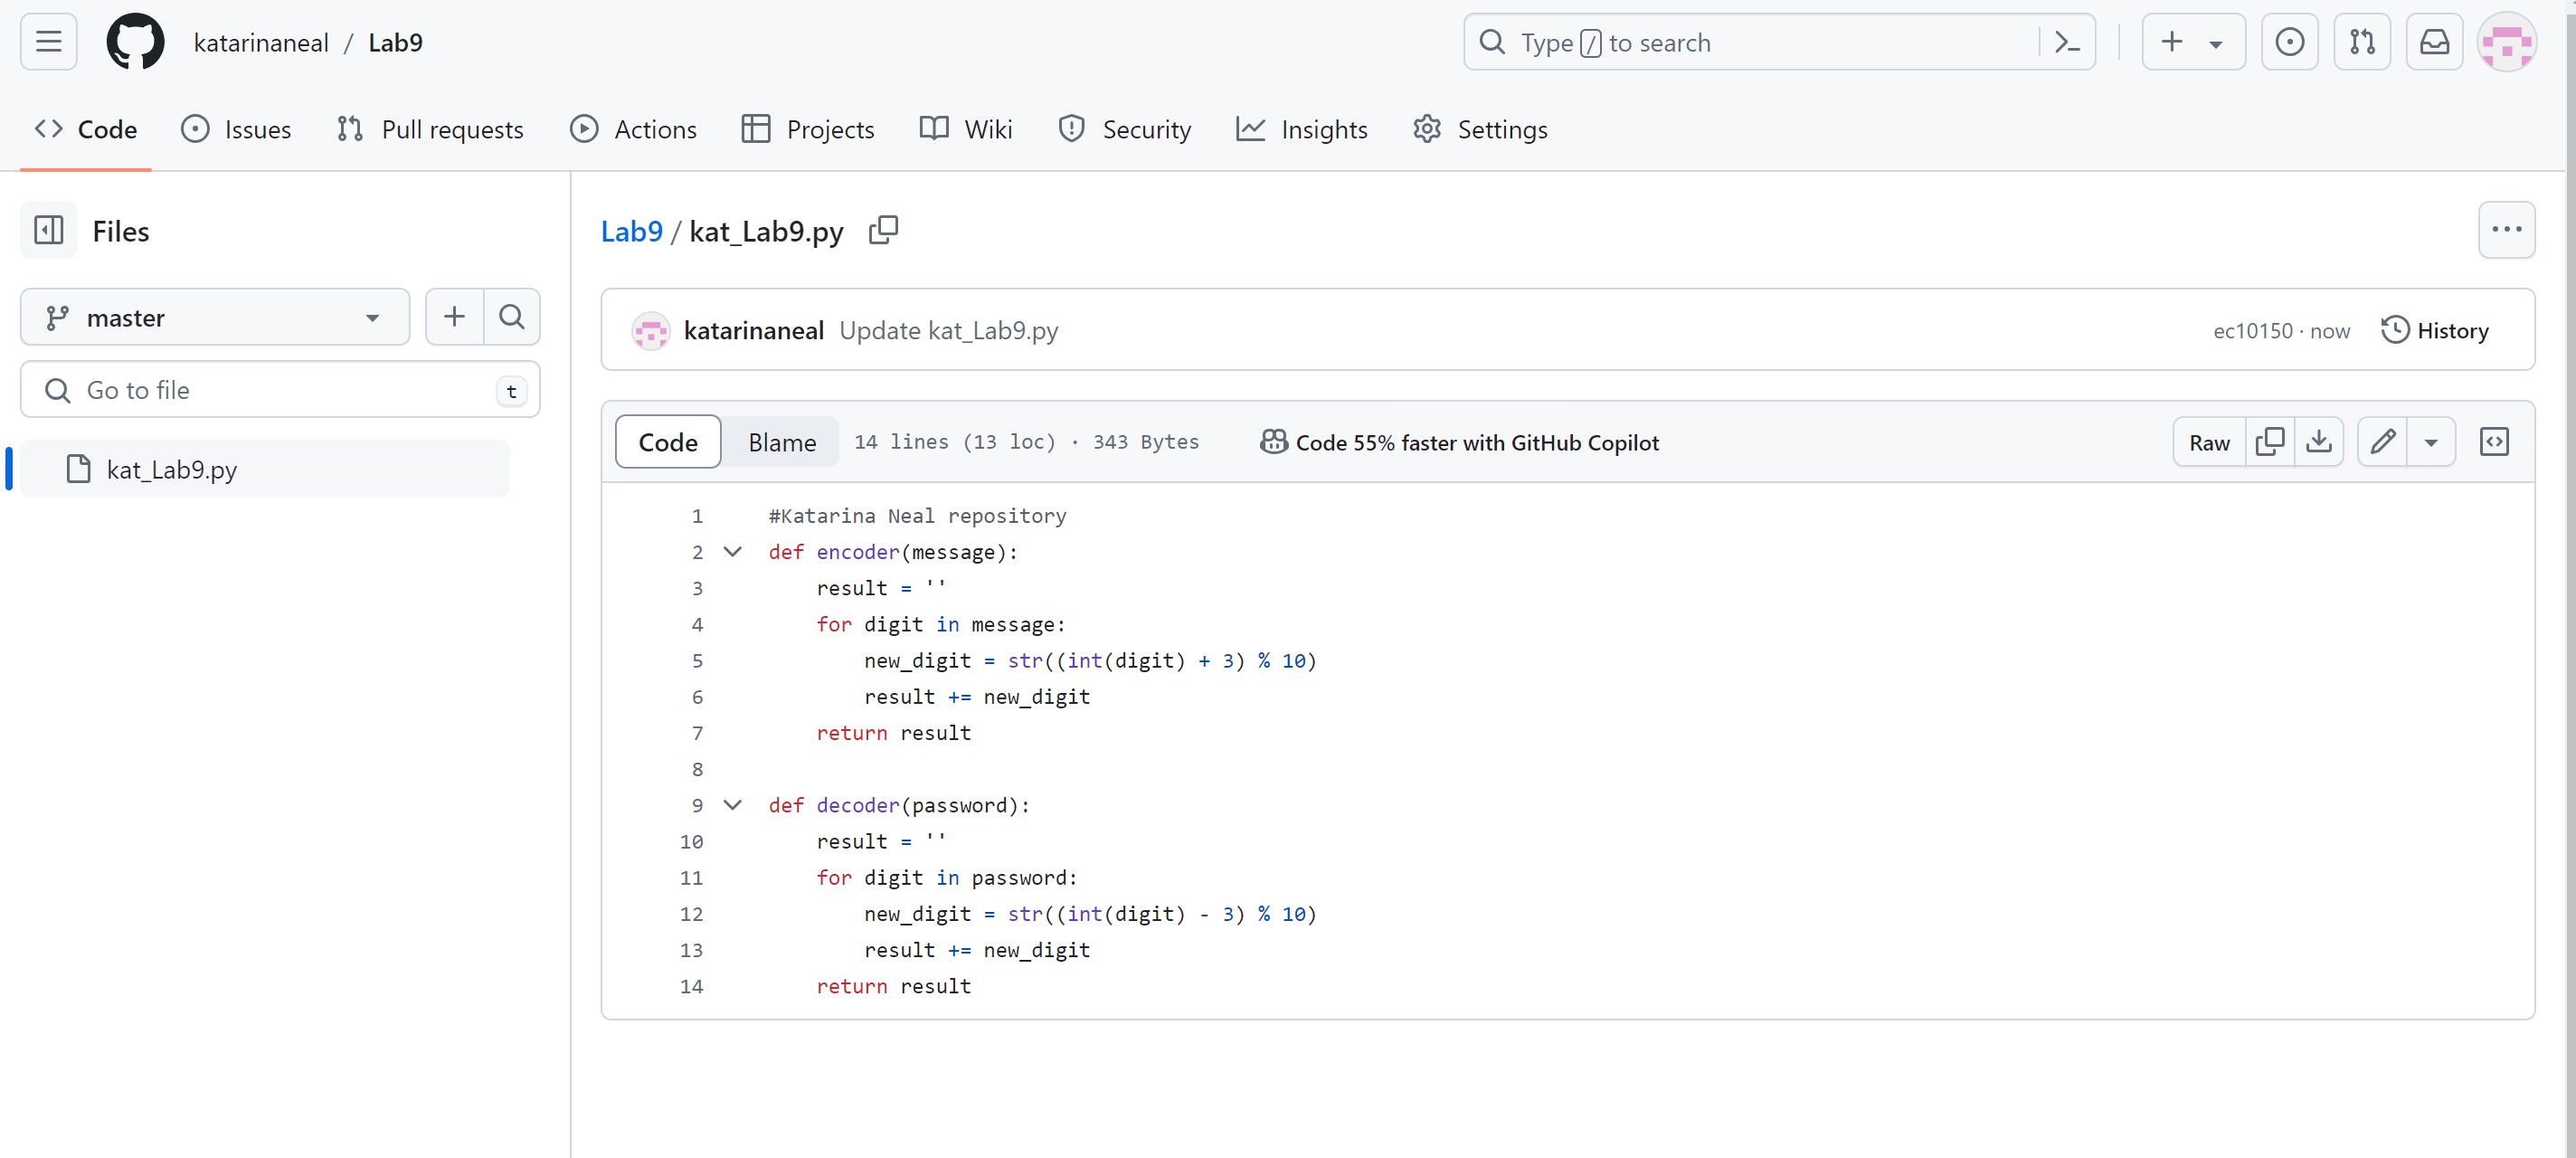 katarinaneal / Lab9
Type / to search
Code
Issues
Pull requests
Actions
Projects
Wiki
Security
Insights
Settings
Files
master
Go to file
t
kat_Lab9.py
Lab9 / kat_Lab9.py
katarinaneal Update kat_Lab9.py
ec10150 · now
History
Code
Blame
14 lines (13 loc) · 343 Bytes
Code 55% faster with GitHub Copilot
Raw
1 #Katarina Neal repository
2 def encoder(message):
3     result = ''
4     for digit in message:
5         new_digit = str((int(digit) + 3) % 10)
6         result += new_digit
7     return result
8
9 def decoder(password):
10     result = ''
11     for digit in password:
12         new_digit = str((int(digit) - 3) % 10)
13         result += new_digit
14     return result